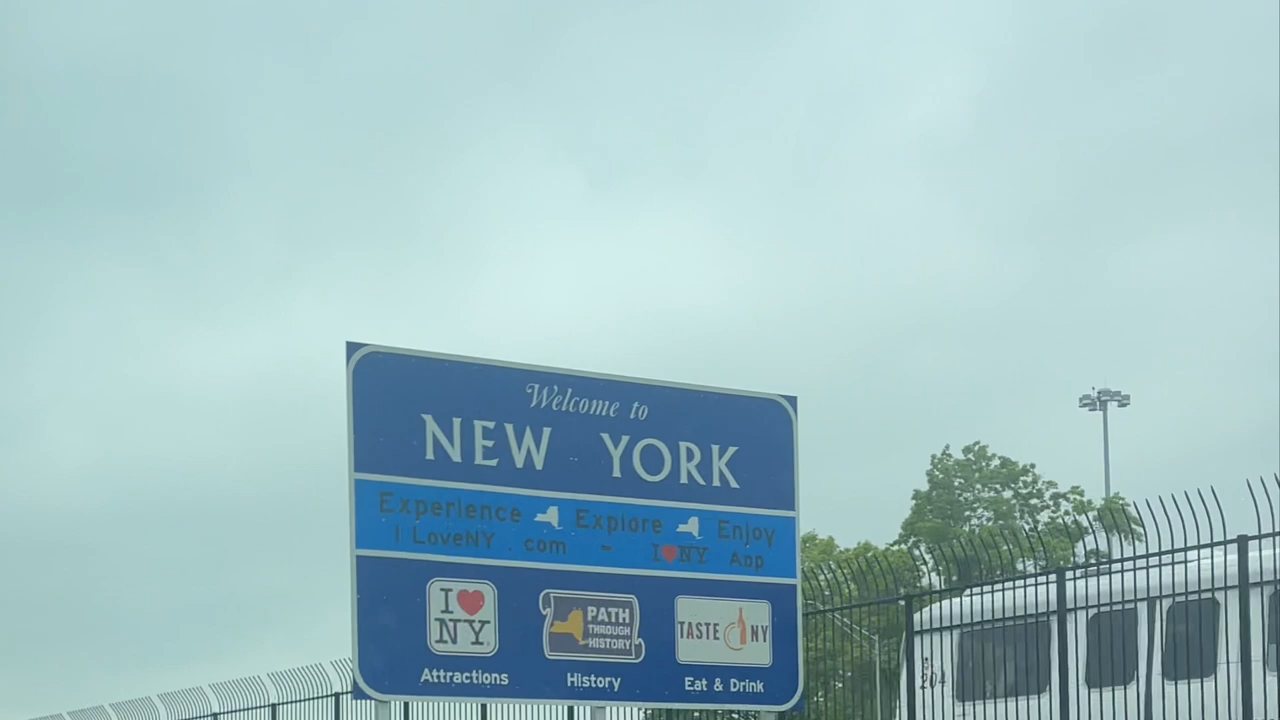 Welcome to
NEW YORK
Experience Explore Enjoy
I LoveNY . com - I ♥ NY App
I ♥
NY
PATH
THROUGH
HISTORY
TASTE NY
Attractions History Eat & Drink
204